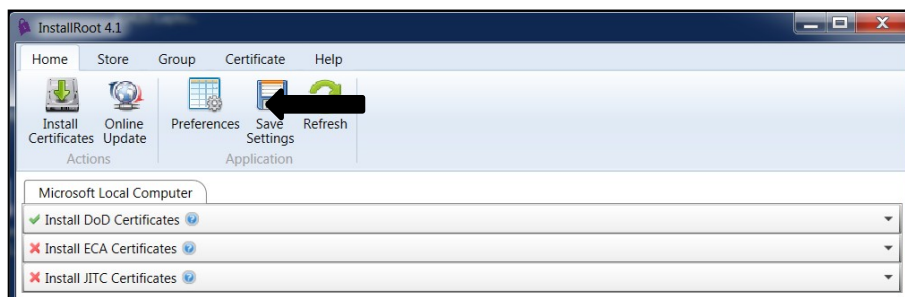 InstallRoot 4.1
Home Store Group Certificate Help
Install Certificates Online Update Preferences Save Settings Refresh
Actions Application
Microsoft Local Computer
Install DoD Certificates
Install ECA Certificates
Install JITC Certificates